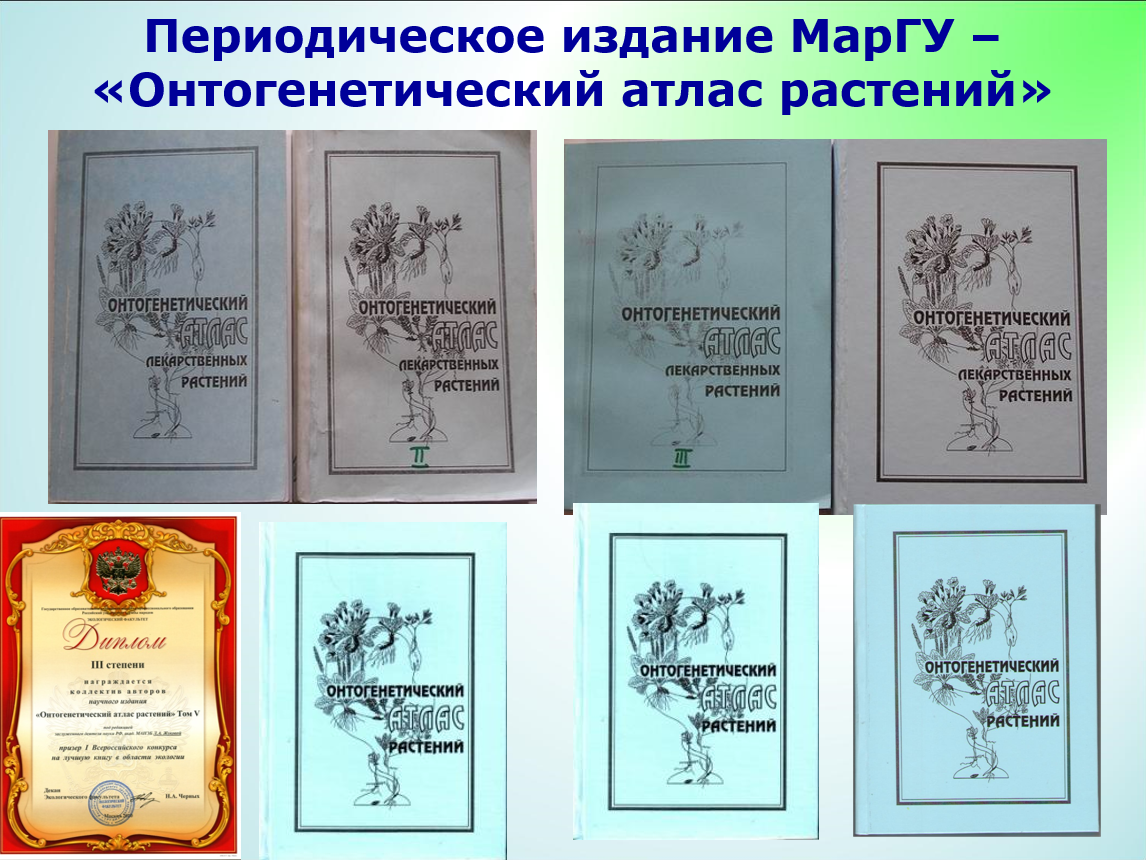 Периодическое издание МарГУ –
«Онтогенетический атлас растений»
ОНТОГЕНЕТИЧЕСКИЙ
АТЛАС
ЛЕКАРСТВЕННЫХ
РАСТЕНИЙ
ОНТОГЕНЕТИЧЕСКИЙ
АТЛАС
ЛЕКАРСТВЕННЫХ
РАСТЕНИЙ
II
ОНТОГЕНЕТИЧЕСКИЙ
АТЛАС
ЛЕКАРСТВЕННЫХ
РАСТЕНИЙ
III
ОНТОГЕНЕТИЧЕСКИЙ
АТЛАС
ЛЕКАРСТВЕННЫХ
РАСТЕНИЙ
ЭКОЛОГИЧЕСКИЙ ФАКУЛЬТЕТ
Диплом
III степени
награждается
коллектив авторов
научного издания
«Онтогенетический атлас растений» Том V
под редакцией
призер I Всероссийского конкурса
на лучшую книгу в области экологии
Декан
Экологического факультета
Н.А. Черных
Москва
ОНТОГЕНЕТИЧЕСКИЙ
АТЛАС
РАСТЕНИЙ
ОНТОГЕНЕТИЧЕСКИЙ
АТЛАС
РАСТЕНИЙ
ОНТОГЕНЕТИЧЕСКИЙ
АТЛАС
РАСТЕНИЙ